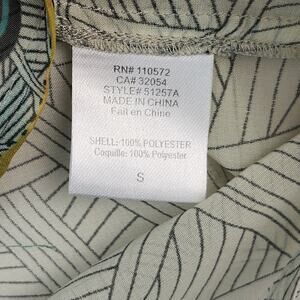 RN# 110572
CA# 32054
STYLE# 51257A
MADE IN CHINA
Fait en Chine
SHELL: 100% POLYESTER
Coquille: 100% Polyester
S